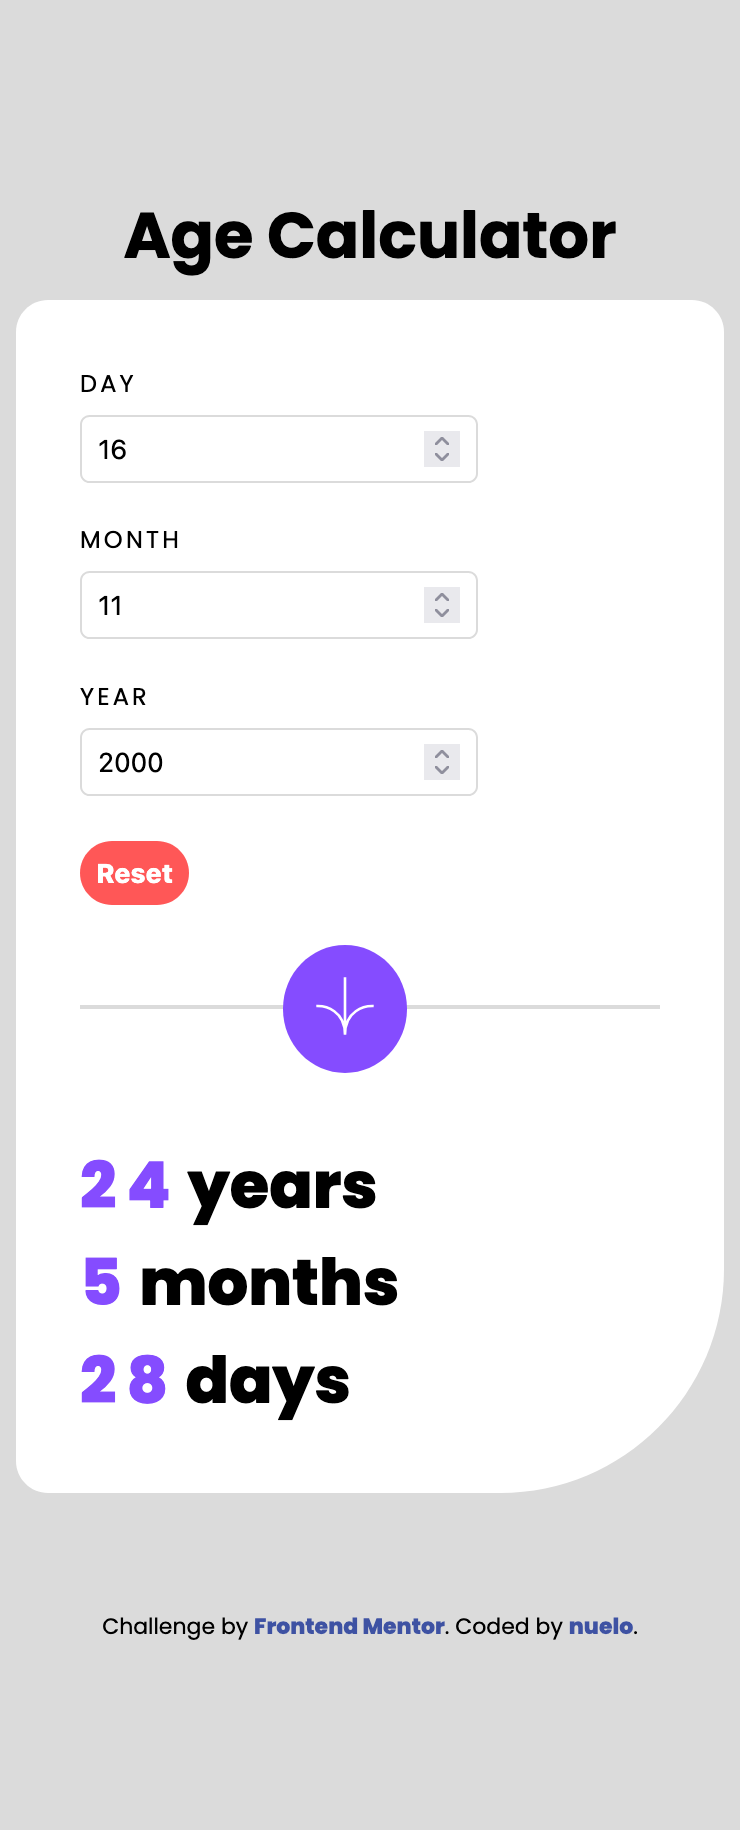 Age Calculator
DAY
16
MONTH
11
YEAR
2000
Reset
24 years
5 months
28 days
Challenge by Frontend Mentor. Coded by nuelo.